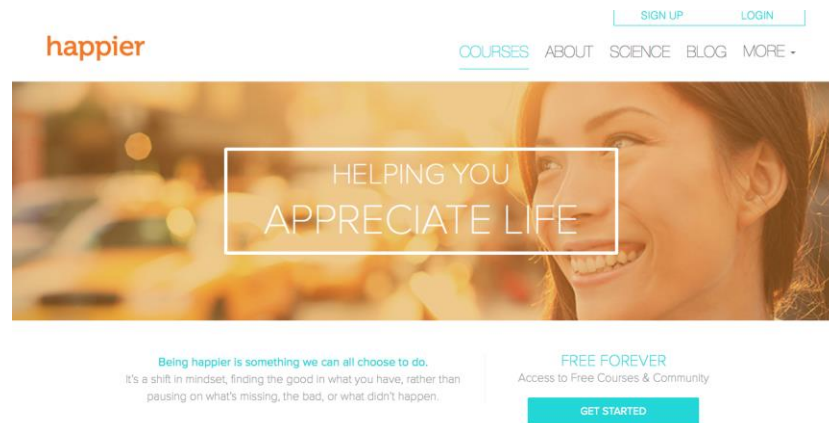 SIGN UP LOGIN
happier
COURSES ABOUT SCIENCE BLOG MORE
HELPING YOU
APPRECIATE LIFE
Being happier is something we can all choose to do.
It's a shift in mindset, finding the good in what you have, rather than
pausing on what's missing, the bad, or what didn't happen.
FREE FOREVER
Access to Free Courses & Community
GET STARTED